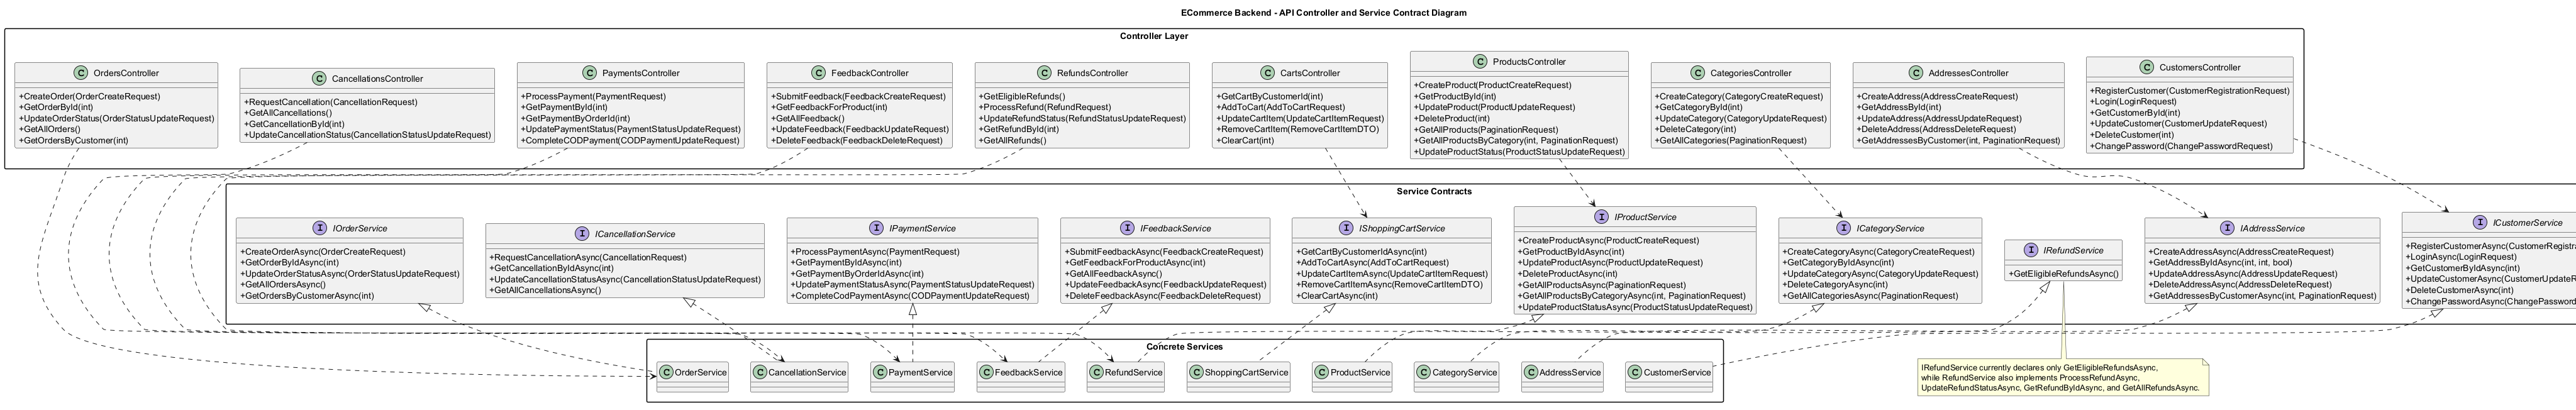 ECommerce Backend - API Controller and Service Contract Diagram
Controller Layer
OrdersController
+CreateOrder(OrderCreateRequest)
+GetOrderById(int)
+UpdateOrderStatus(OrderStatusUpdateRequest)
+GetAllOrders()
+GetOrdersByCustomer(int)
CancellationsController
+RequestCancellation(CancellationRequest)
+GetAllCancellations()
+GetCancellationById(int)
+UpdateCancellationStatus(CancellationStatusUpdateRequest)
PaymentsController
+ProcessPayment(PaymentRequest)
+GetPaymentById(int)
+GetPaymentByOrderId(int)
+UpdatePaymentStatus(PaymentStatusUpdateRequest)
+CompleteCODPayment(CODPaymentUpdateRequest)
FeedbackController
+SubmitFeedback(FeedbackCreateRequest)
+GetFeedbackForProduct(int)
+GetAllFeedback()
+UpdateFeedback(FeedbackUpdateRequest)
+DeleteFeedback(FeedbackDeleteRequest)
RefundsController
+GetEligibleRefunds()
+ProcessRefund(RefundRequest)
+UpdateRefundStatus(RefundStatusUpdateRequest)
+GetRefundById(int)
+GetAllRefunds()
CartsController
+GetCartByCustomerId(int)
+AddToCart(AddToCartRequest)
+UpdateCartItem(UpdateCartItemRequest)
+RemoveCartItem(RemoveCartItemDTO)
+ClearCart(int)
ProductsController
+CreateProduct(ProductCreateRequest)
+GetProductById(int)
+UpdateProduct(ProductUpdateRequest)
+DeleteProduct(int)
+GetAllProducts(PaginationRequest)
+GetAllProductsByCategory(int, PaginationRequest)
+UpdateProductStatus(ProductStatusUpdateRequest)
CategoriesController
+CreateCategory(CategoryCreateRequest)
+GetCategoryById(int)
+UpdateCategory(CategoryUpdateRequest)
+DeleteCategory(int)
+GetAllCategories(PaginationRequest)
AddressesController
+CreateAddress(AddressCreateRequest)
+GetAddressById(int)
+UpdateAddress(AddressUpdateRequest)
+DeleteAddress(AddressDeleteRequest)
+GetAddressesByCustomer(int, PaginationRequest)
CustomersController
+RegisterCustomer(CustomerRegistrationRequest)
+Login(LoginRequest)
+GetCustomerById(int)
+UpdateCustomer(CustomerUpdateRequest)
+DeleteCustomer(int)
+ChangePassword(ChangePasswordRequest)
Service Contracts
IOrderService
+CreateOrderAsync(OrderCreateRequest)
+GetOrderByIdAsync(int)
+UpdateOrderStatusAsync(OrderStatusUpdateRequest)
+GetAllOrdersAsync()
+GetOrdersByCustomerAsync(int)
ICancellationService
+RequestCancellationAsync(CancellationRequest)
+GetCancellationByIdAsync(int)
+UpdateCancellationStatusAsync(CancellationStatusUpdateRequest)
+GetAllCancellationsAsync()
IPaymentService
+ProcessPaymentAsync(PaymentRequest)
+GetPaymentByIdAsync(int)
+GetPaymentByOrderIdAsync(int)
+UpdatePaymentStatusAsync(PaymentStatusUpdateRequest)
+CompleteCodPaymentAsync(CODPaymentUpdateRequest)
IFeedbackService
+SubmitFeedbackAsync(FeedbackCreateRequest)
+GetFeedbackForProductAsync(int)
+GetAllFeedbackAsync()
+UpdateFeedbackAsync(FeedbackUpdateRequest)
+DeleteFeedbackAsync(FeedbackDeleteRequest)
IShoppingCartService
+GetCartByCustomerIdAsync(int)
+AddToCartAsync(AddToCartRequest)
+UpdateCartItemAsync(UpdateCartItemRequest)
+RemoveCartItemAsync(RemoveCartItemDTO)
+ClearCartAsync(int)
IProductService
+CreateProductAsync(ProductCreateRequest)
+GetProductByIdAsync(int)
+UpdateProductAsync(ProductUpdateRequest)
+DeleteProductAsync(int)
+GetAllProductsAsync(PaginationRequest)
+GetAllProductsByCategoryAsync(int, PaginationRequest)
+UpdateProductStatusAsync(ProductStatusUpdateRequest)
ICategoryService
+CreateCategoryAsync(CategoryCreateRequest)
+GetCategoryByIdAsync(int)
+UpdateCategoryAsync(CategoryUpdateRequest)
+DeleteCategoryAsync(int)
+GetAllCategoriesAsync(PaginationRequest)
IRefundService
+GetEligibleRefundsAsync()
IAddressService
+CreateAddressAsync(AddressCreateRequest)
+GetAddressByIdAsync(int, int, bool)
+UpdateAddressAsync(AddressUpdateRequest)
+DeleteAddressAsync(AddressDeleteRequest)
+GetAddressesByCustomerAsync(int, PaginationRequest)
ICustomerService
+RegisterCustomerAsync(CustomerRegistra
+LoginAsync(LoginRequest)
+GetCustomerByIdAsync(int)
+UpdateCustomerAsync(CustomerUpdateR
+DeleteCustomerAsync(int)
+ChangePasswordAsync(ChangePassword
Concrete Services
OrderService
CancellationService
PaymentService
FeedbackService
RefundService
ShoppingCartService
ProductService
CategoryService
AddressService
CustomerService
IRefundService currently declares only GetEligibleRefundsAsync,
while RefundService also implements ProcessRefundAsync,
UpdateRefundStatusAsync, GetRefundByIdAsync, and GetAllRefundsAsync.